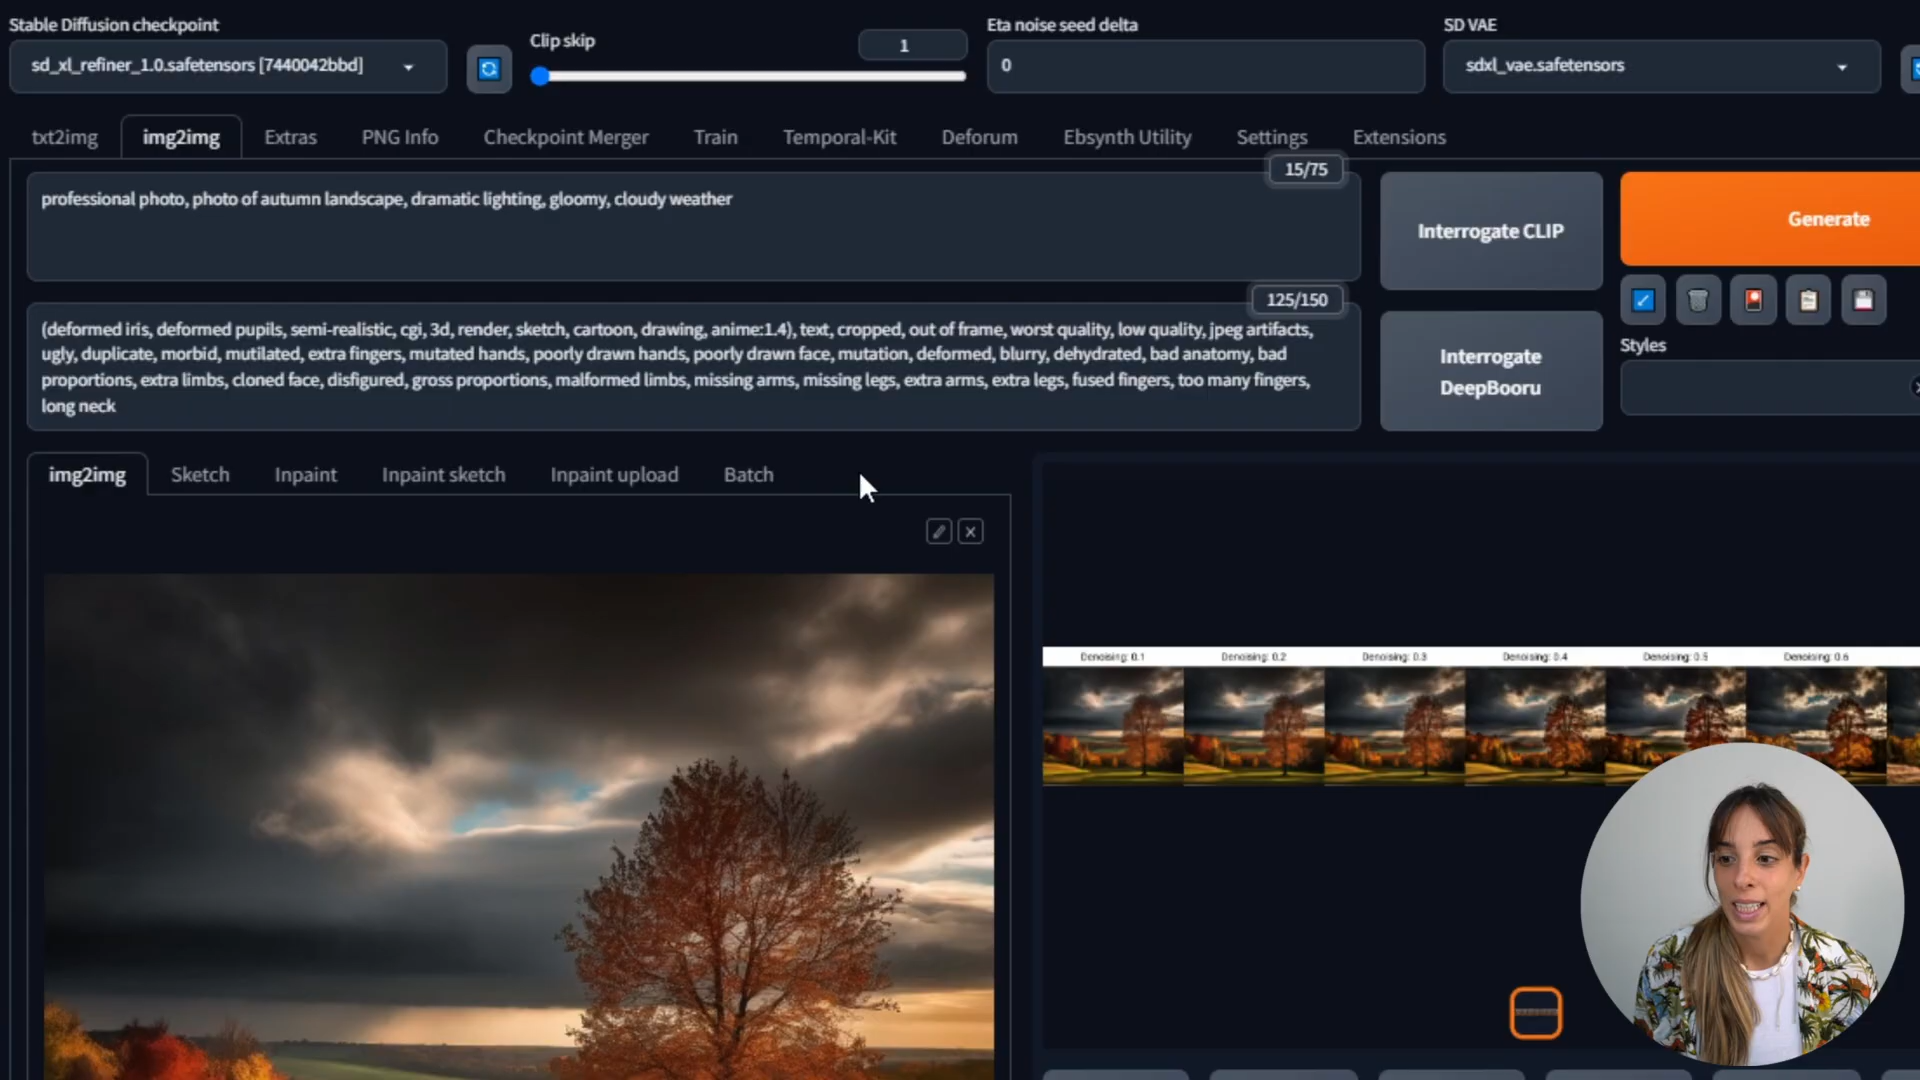 Stable Diffusion checkpoint
sd_xl_refiner_1.0.safetensors [7440042bbd]
Clip skip
1
Eta noise seed delta
0
SD VAE
sdxl_vae.safetensors
txt2img img2img Extras PNG Info Checkpoint Merger Train Temporal-Kit Deforum Ebsynth Utility Settings Extensions
15/75
professional photo, photo of autumn landscape, dramatic lighting, gloomy, cloudy weather
Interrogate CLIP
Generate
125/150
(deformed iris, deformed pupils, semi-realistic, cgi, 3d, render, sketch, cartoon, drawing, anime:1.4), text, cropped, out of frame, worst quality, low quality, jpeg artifacts,
ugly, duplicate, morbid, mutilated, extra fingers, mutated hands, poorly drawn hands, poorly drawn face, mutation, deformed, blurry, dehydrated, bad anatomy, bad
proportions, extra limbs, cloned face, disfigured, gross proportions, malformed limbs, missing arms, missing legs, extra arms, extra legs, fused fingers, too many fingers,
long neck
Interrogate
DeepBooru
Styles
img2img Sketch Inpaint Inpaint sketch Inpaint upload Batch
Denoising: 0.1 Denoising: 0.2 Denoising: 0.3 Denoising: 0.4 Denoising: 0.5 Denoising: 0.6